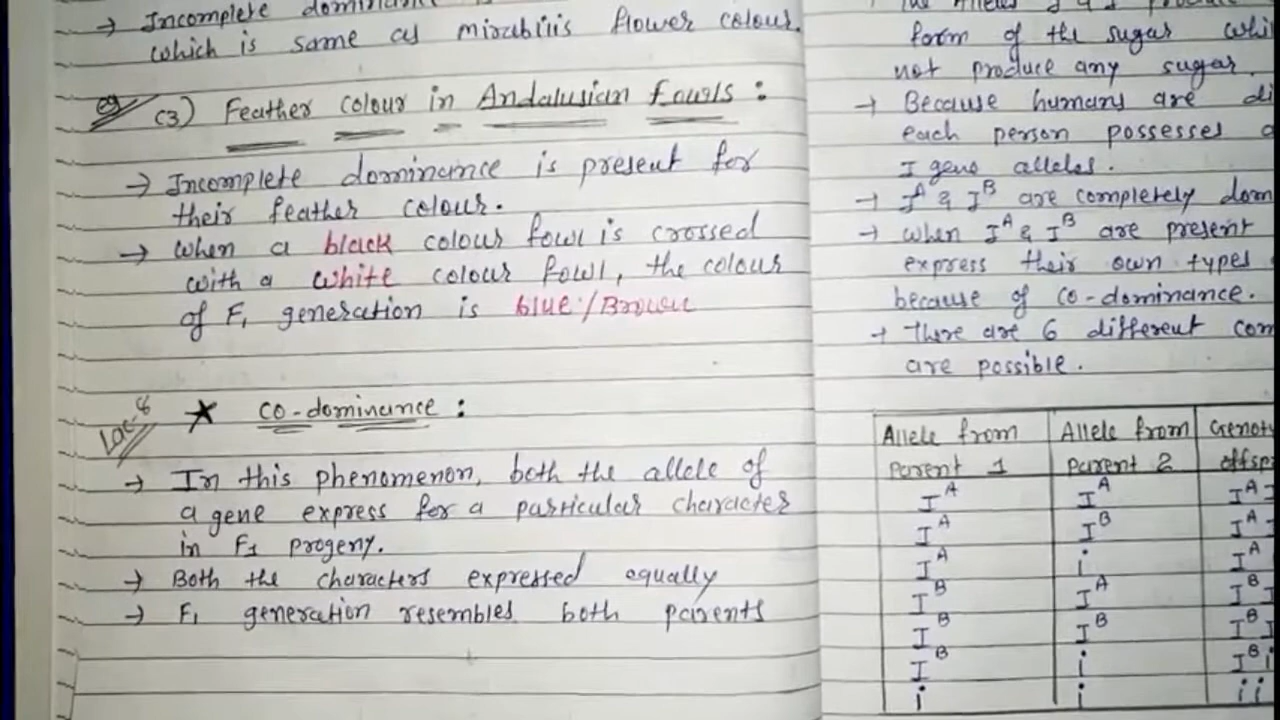 → Incomplete dominance
which is same as mirabilis flower colour.
eg (3) Feather colour in Andalusian Fowls :
→ Incomplete dominance is present for
their feather colour.
→ when a black colour fowl is crossed
with a white colour fowl, the colour
of F1 generation is blue/Brown
Lec-8 ★ CO-dominance :
→ In this phenomenon, both the allele of
a gene express for a particular character
in F1 progeny.
→ Both the characters expressed equally
→ F1 generation resembles both parents
form of the sugar
not produce any sugar.
→ Because humans are
each person possesses
I gene alleles.
→ I^A & I^B are completely
→ when I^A & I^B are present
express their own types
because of co-dominance.
→ There are 6 different
are possible.
Allele from Parent 1 | Allele from Parent 2
I^A | I^A | I^A
I^A | I^B | I^A
I^A | i | I^A
I^B | I^A | I^B
I^B | I^B | I^B
I^B | i | I^B i
i | i | i i